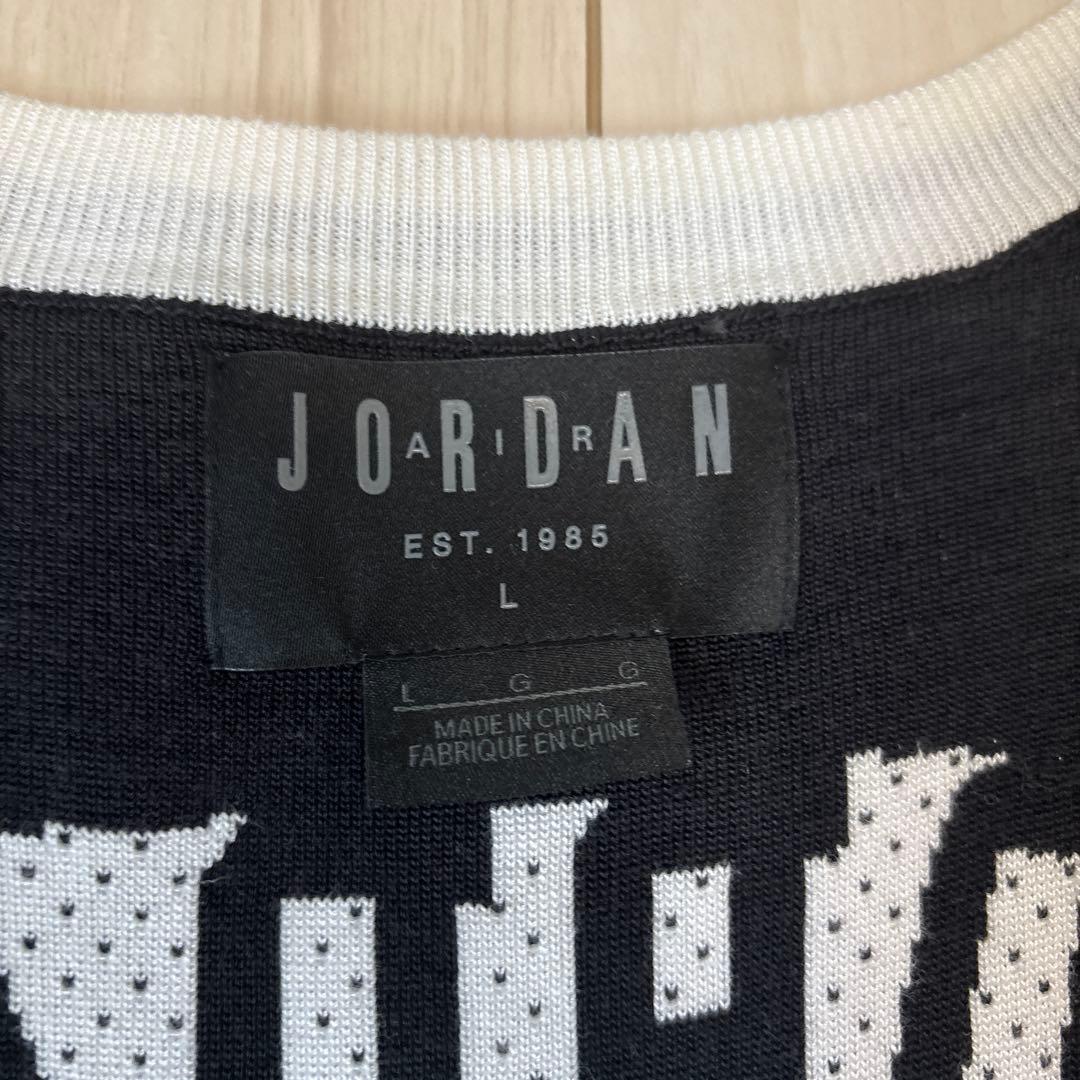 JORDAN
AIR
EST. 1985
L
L G G
MADE IN CHINA
FABRIQUE EN CHINE